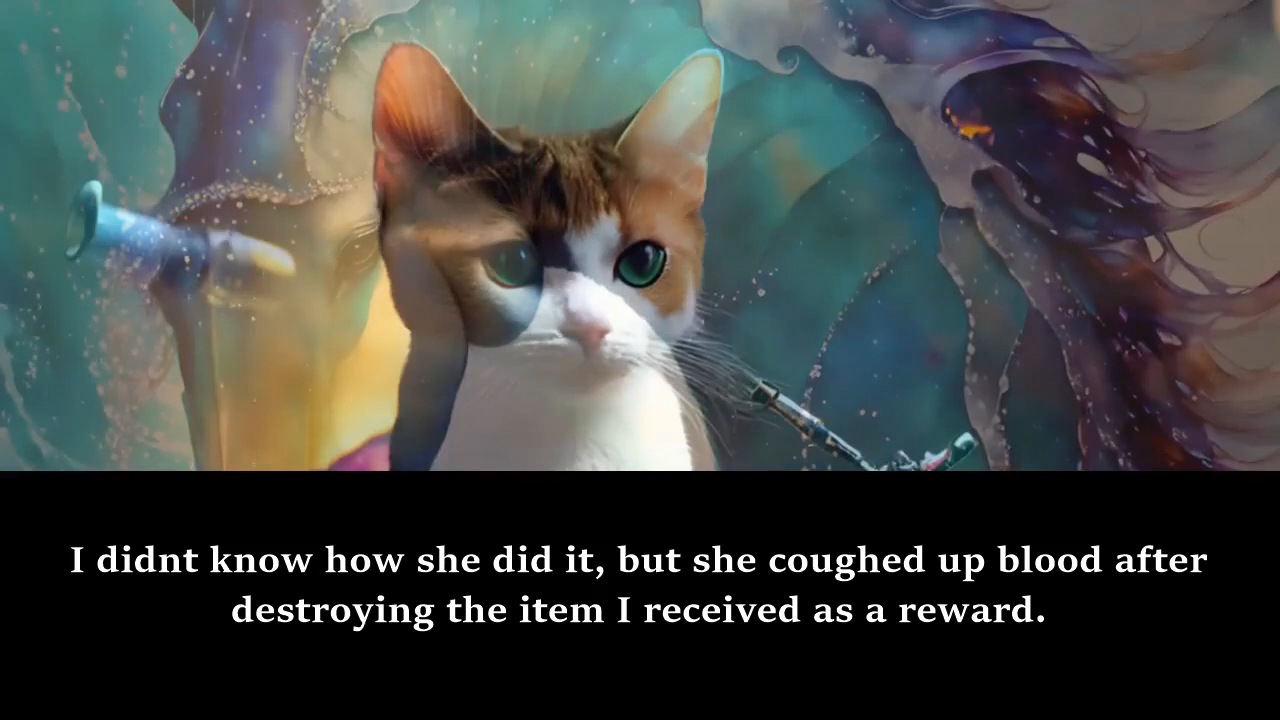 I didnt know how she did it, but she coughed up blood after
destroying the item I received as a reward.